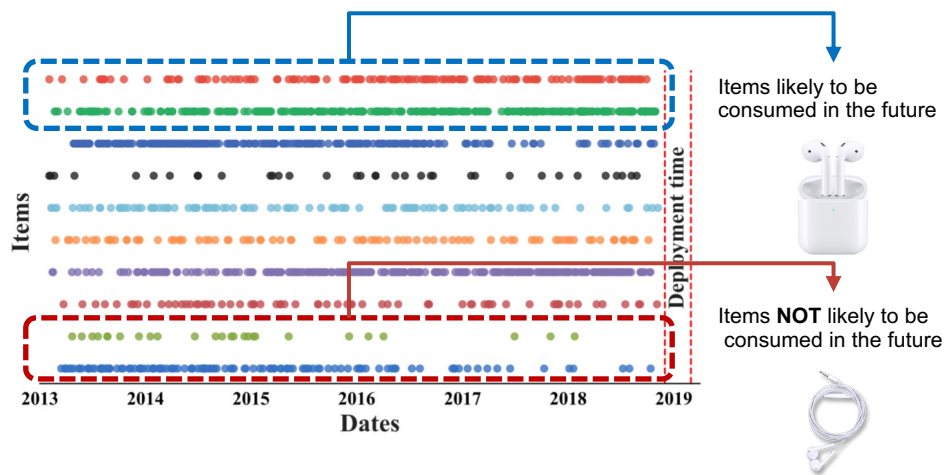 Items likely to be
consumed in the future
Items
Deployment time
Items NOT likely to be
consumed in the future
2013 2014 2015 2016 2017 2018 2019
Dates